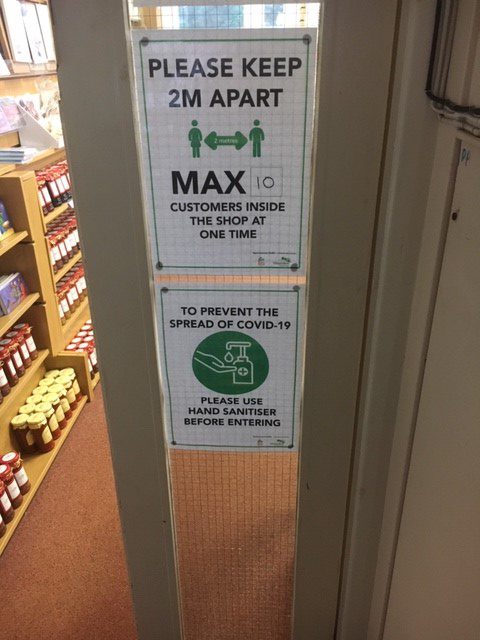 PLEASE KEEP
2M APART
2 metres
MAX 10
CUSTOMERS INSIDE
THE SHOP AT
ONE TIME
TO PREVENT THE
SPREAD OF COVID-19
PLEASE USE
HAND SANITISER
BEFORE ENTERING